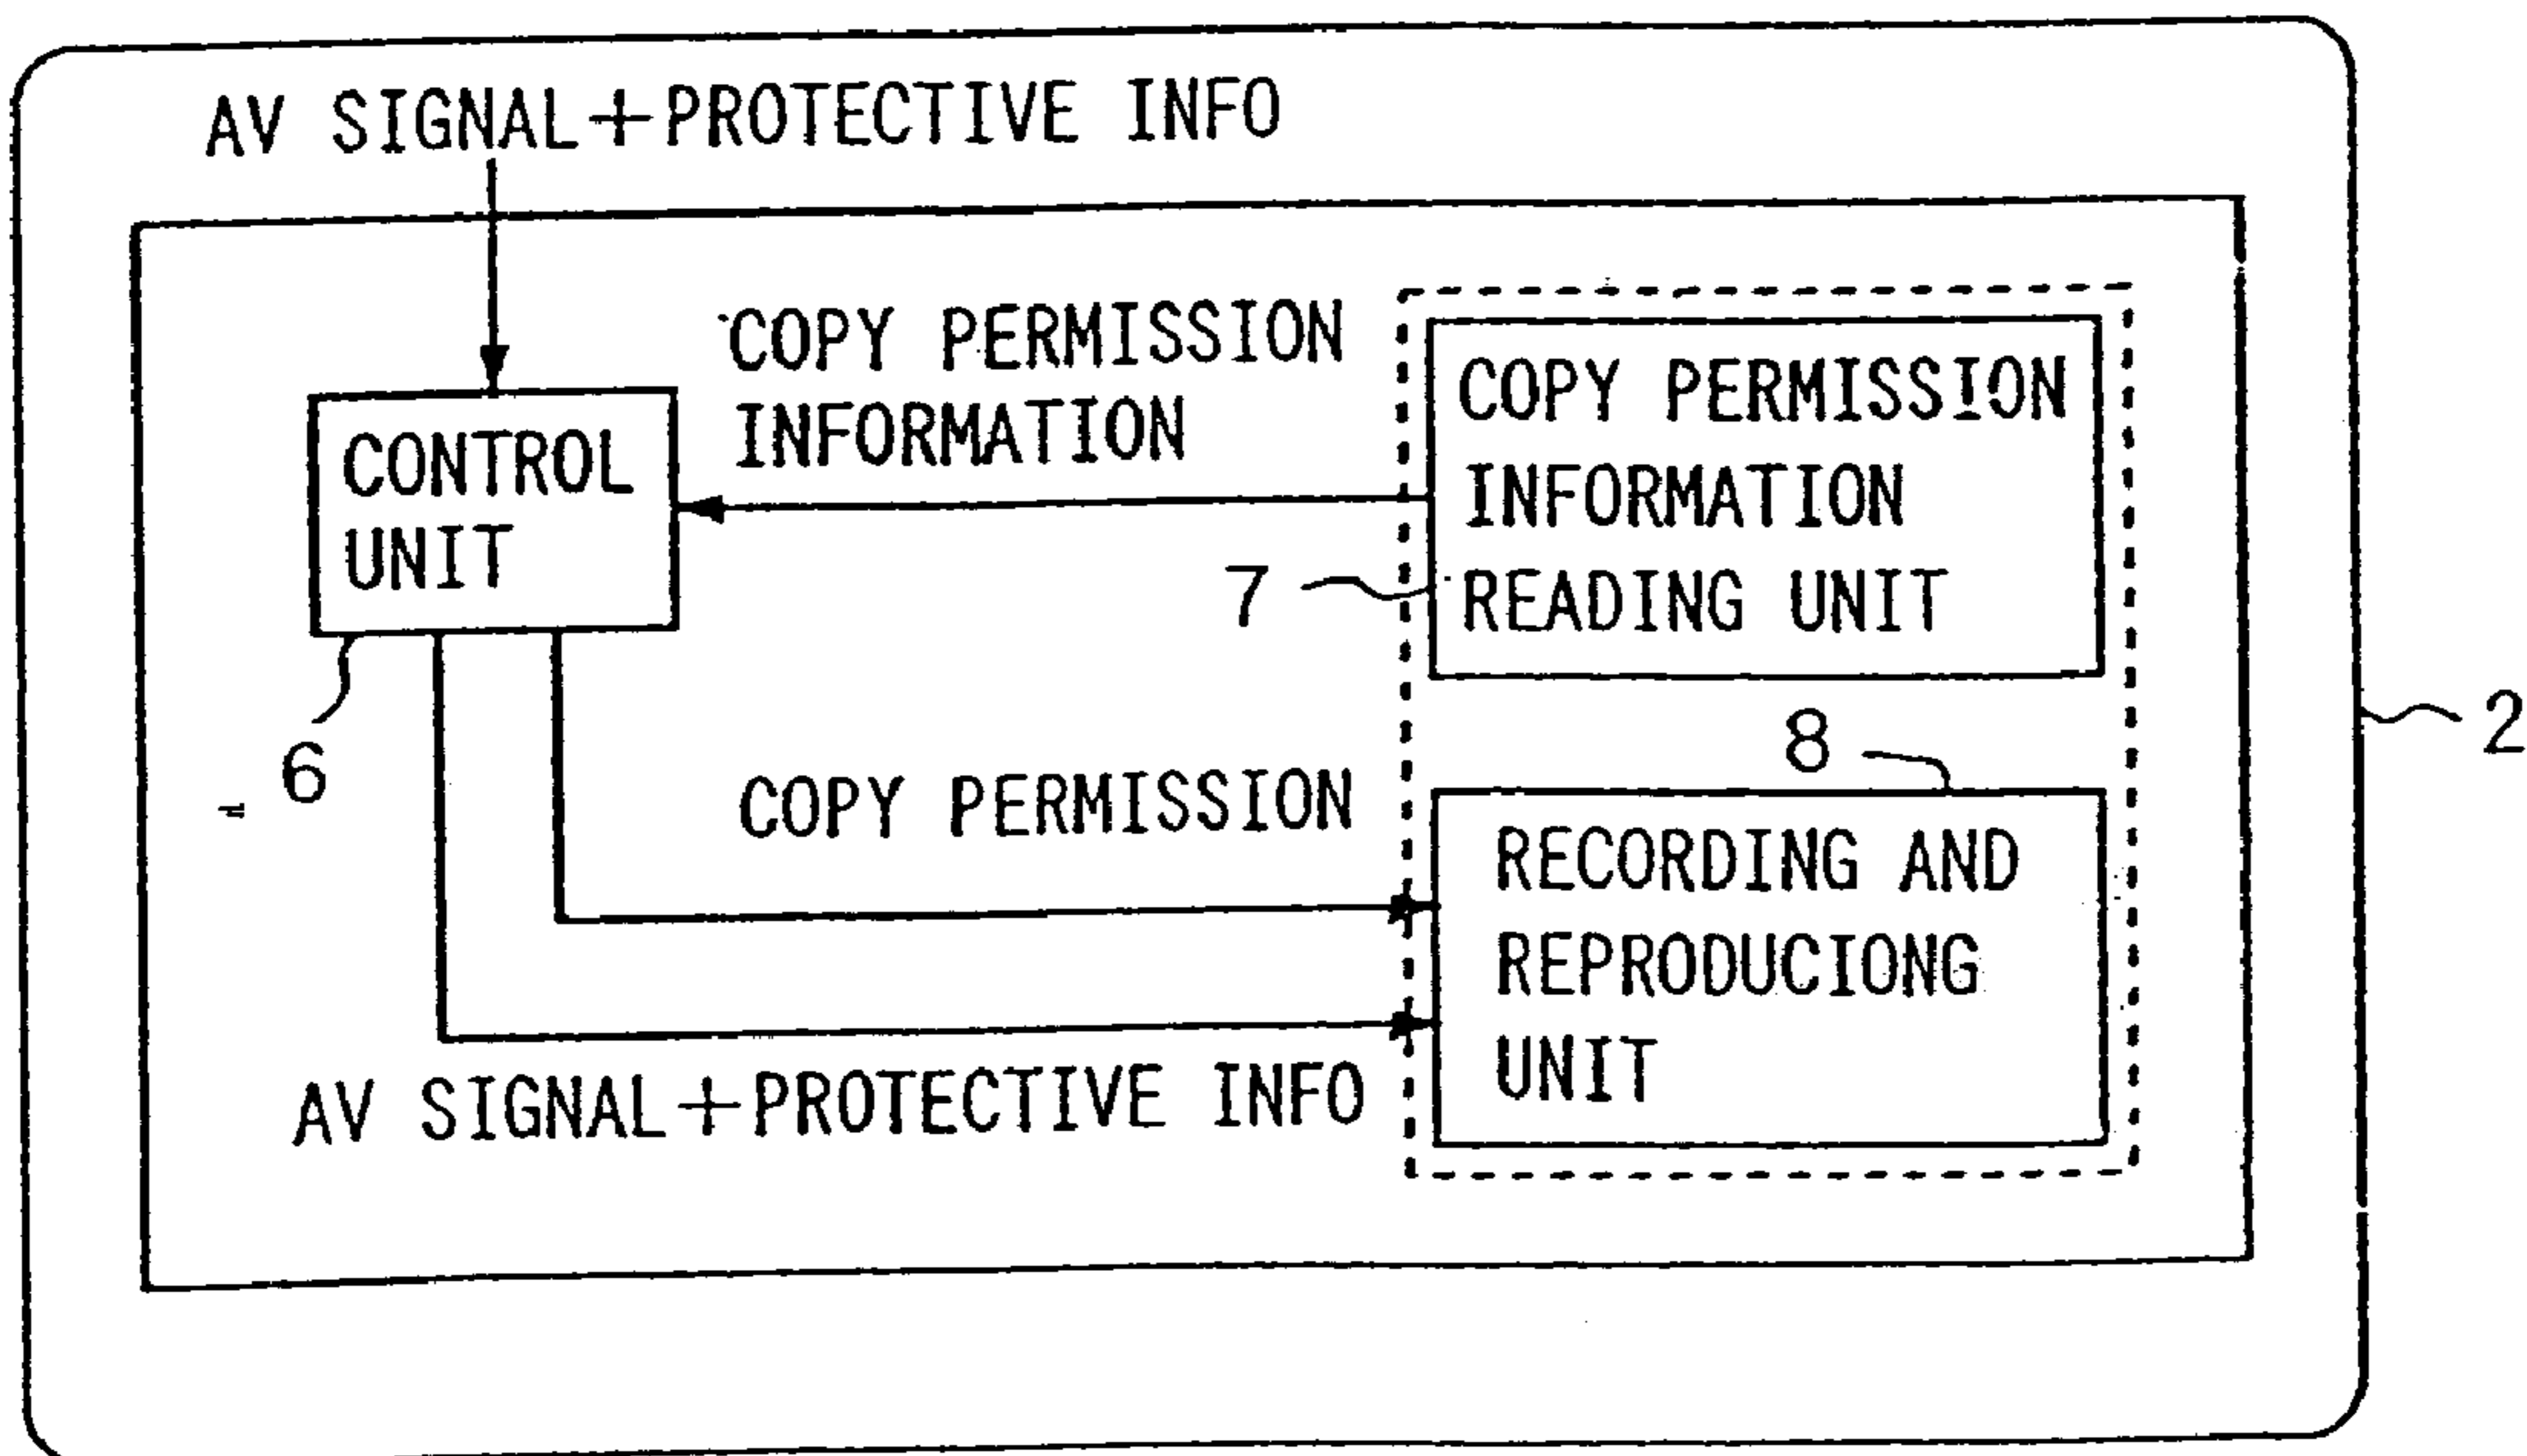 AV SIGNAL+PROTECTIVE INFO
COPY PERMISSION
INFORMATION
CONTROL
UNIT
COPY PERMISSION
INFORMATION
READING UNIT
7
6
2
8
COPY PERMISSION
RECORDING AND
REPRODUCIONG
UNIT
AV SIGNAL+PROTECTIVE INFO